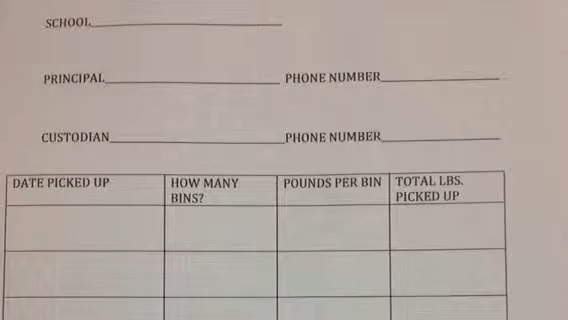 SCHOOL
PRINCIPAL PHONE NUMBER
CUSTODIAN PHONE NUMBER
DATE PICKED UP HOW MANY BINS? POUNDS PER BIN TOTAL LBS. PICKED UP